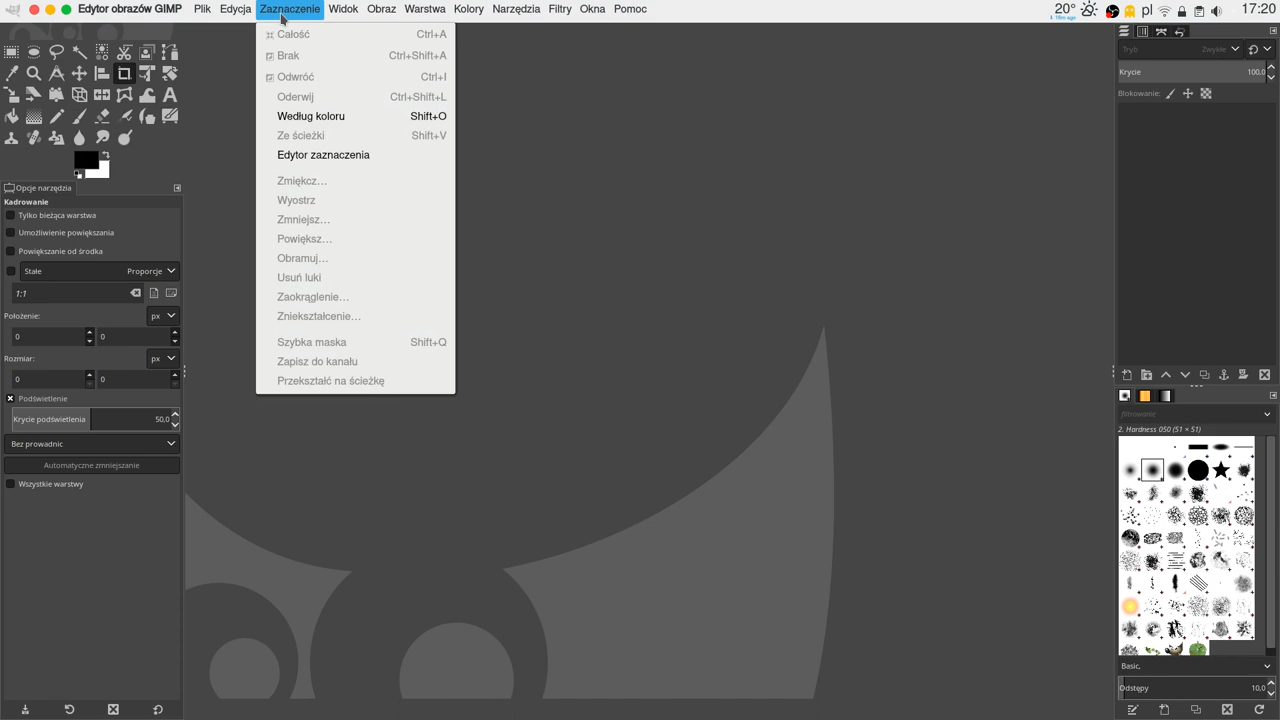 Edytor obrazów GIMP Plik Edycja Zaznaczenie Widok Obraz Warstwa Kolory Narzędzia Filtry Okna Pomoc 20° pl 17:20
Całość Ctrl+A
Brak Ctrl+Shift+A
Odwróć Ctrl+I
Oderwij Ctrl+Shift+L
Według koloru Shift+O
Ze ścieżki Shift+V
Edytor zaznaczenia
Zmiękcz…
Wyostrz
Zmniejsz…
Powiększ…
Obramuj…
Usuń luki
Zaokrąglenie…
Zniekształcenie…
Szybka maska Shift+Q
Zapisz do kanału
Przekształć na ścieżkę
Opcje narzędzia
Kadrowanie
Tylko bieżąca warstwa
Umożliwienie powiększania
Powiększanie od środka
Stałe Proporcje
1:1
Położenie: px
0 0
Rozmiar: px
0 0
Podświetlenie
Krycie podświetlenia 50,0
Bez prowadnic
Automatyczne zmniejszanie
Wszystkie warstwy
Tryb Zwykłe
Krycie 100,0
Blokowanie:
filtrowanie
2. Hardness 050 (51 × 51)
Basic,
Odstępy 10,0